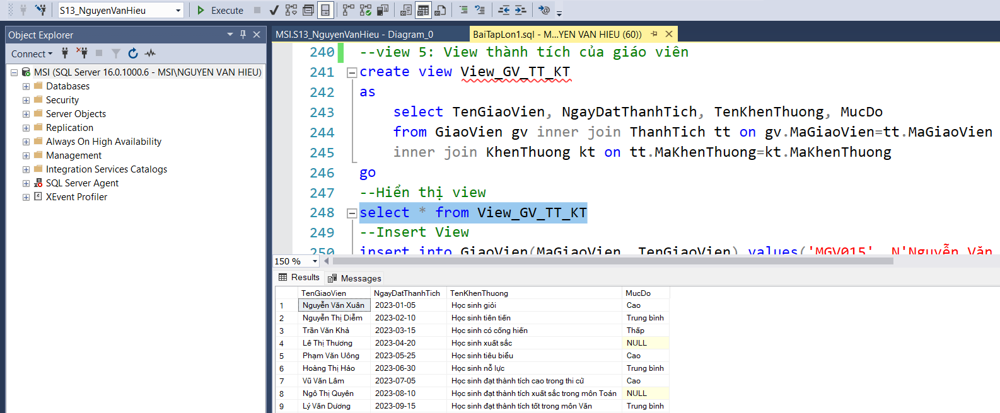 S13_NguyenVanHieu
Execute
Object Explorer
Connect
MSI (SQL Server 16.0.1000.6 - MSI\NGUYEN VAN HIEU)
Databases
Security
Server Objects
Replication
Always On High Availability
Management
Integration Services Catalogs
SQL Server Agent
XEvent Profiler
MSI.S13_NguyenVanHieu - Diagram_0
BaiTapLon1.sql - M...YEN VAN HIEU (60))
240 --view 5: View thành tích của giáo viên
241 create view View_GV_TT_KT
242 as
243 select TenGiaoVien, NgayDatThanhTich, TenKhenThuong, MucDo
244 from GiaoVien gv inner join ThanhTich tt on gv.MaGiaoVien=tt.MaGiaoVien
245 inner join KhenThuong kt on tt.MaKhenThuong=kt.MaKhenThuong
246 go
247 --Hiển thị view
248 select * from View_GV_TT_KT
249 --Insert View
250 insert into GiaoVien(MaGiaoVien, TenGiaoVien) values('MGV015', N'Nguyễn Văn
150 %
Results Messages
TenGiaoVien NgayDatThanhTich TenKhenThuong MucDo
1 Nguyễn Văn Xuân 2023-01-05 Học sinh giỏi Cao
2 Nguyễn Thị Diễm 2023-02-10 Học sinh tiên tiến Trung bình
3 Trần Văn Khả 2023-03-15 Học sinh có cống hiến Thấp
4 Lê Thị Thương 2023-04-20 Học sinh xuất sắc NULL
5 Phạm Văn Uông 2023-05-25 Học sinh tiêu biểu Cao
6 Hoàng Thị Hảo 2023-06-30 Học sinh nỗ lực Trung bình
7 Vũ Văn Lâm 2023-07-05 Học sinh đạt thành tích cao trong thi cử Cao
8 Ngô Thị Quyên 2023-08-10 Học sinh đạt thành tích xuất sắc trong môn Toán NULL
9 Lý Văn Dương 2023-09-15 Học sinh đạt thành tích tốt trong môn Văn Trung bình